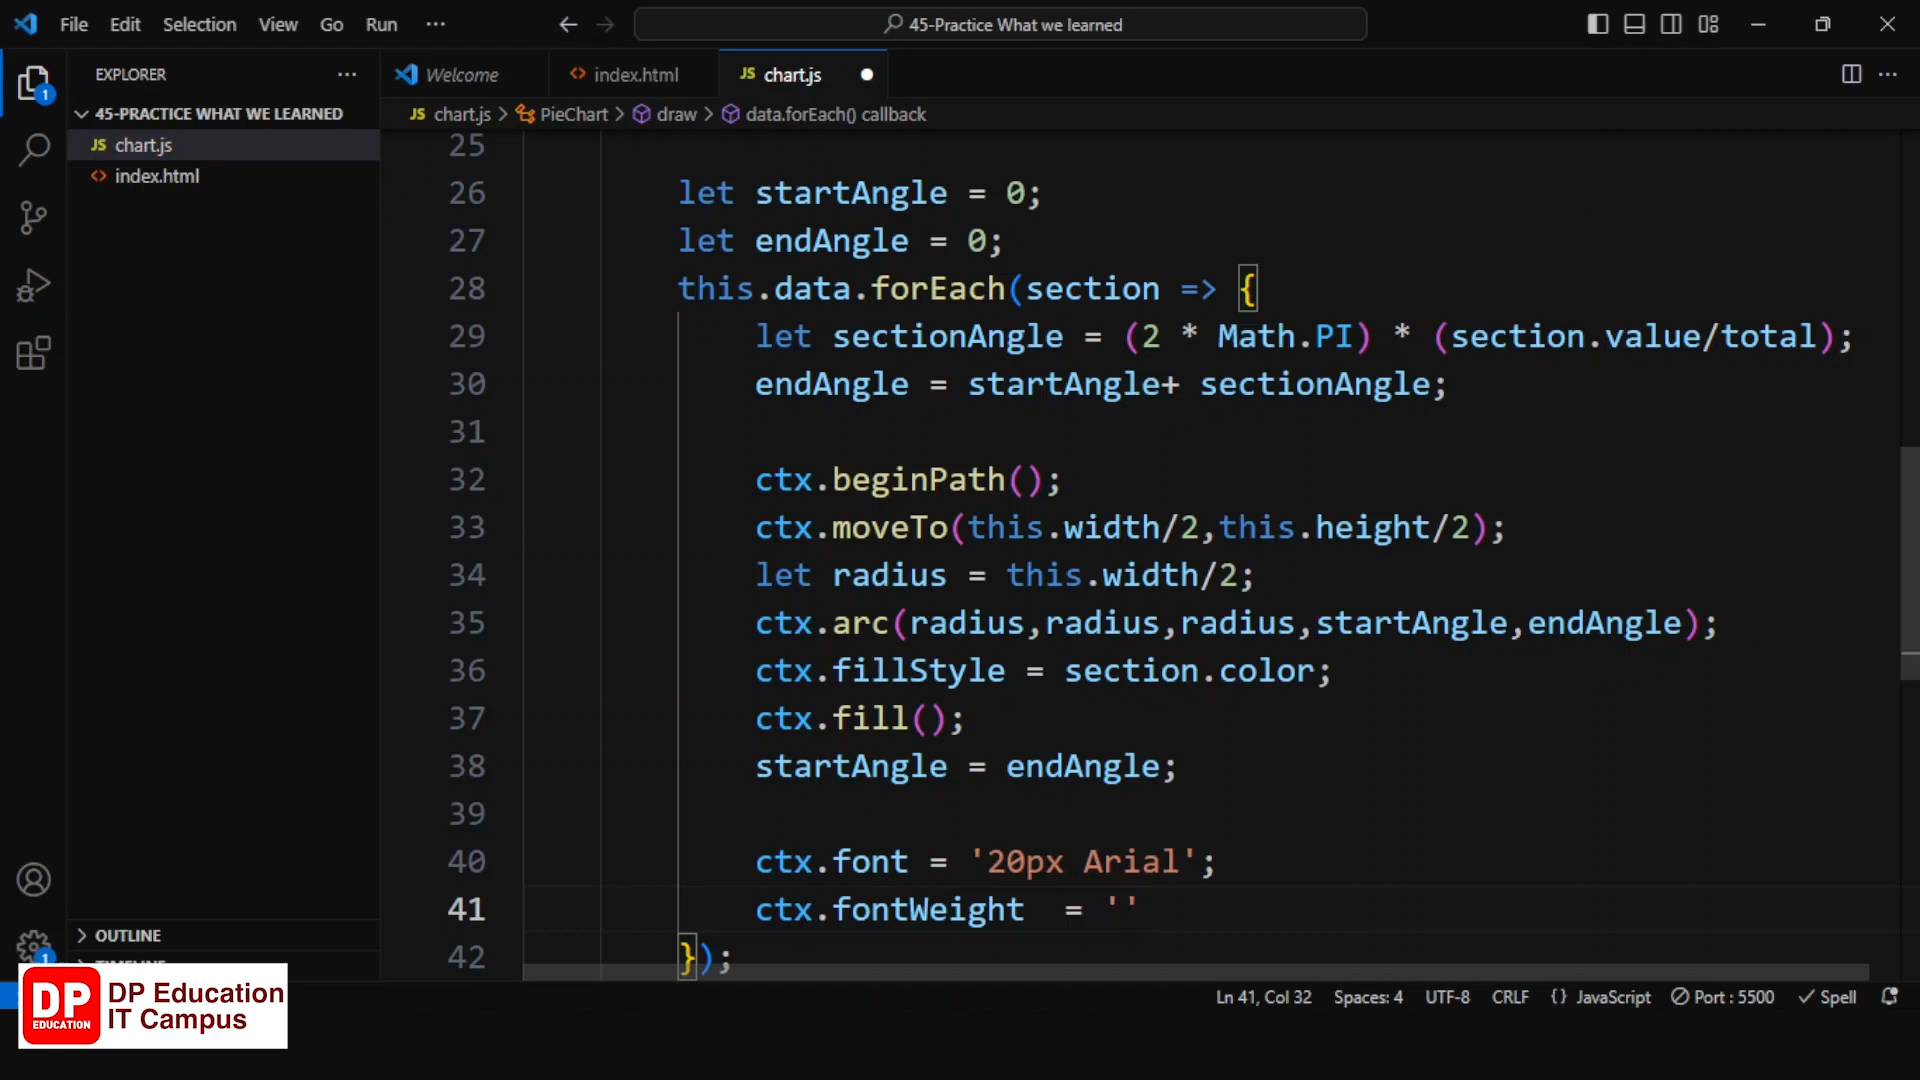 File Edit Selection View Go Run ···
45-Practice What we learned
EXPLORER ···
45-PRACTICE WHAT WE LEARNED
JS chart.js
index.html
OUTLINE
Welcome
index.html
JS chart.js
JS chart.js > PieChart > draw > data.forEach() callback
25
26 let startAngle = 0;
27 let endAngle = 0;
28 this.data.forEach(section => {
29 let sectionAngle = (2 * Math.PI) * (section.value/total);
30 endAngle = startAngle+ sectionAngle;
31
32 ctx.beginPath();
33 ctx.moveTo(this.width/2,this.height/2);
34 let radius = this.width/2;
35 ctx.arc(radius,radius,radius,startAngle,endAngle);
36 ctx.fillStyle = section.color;
37 ctx.fill();
38 startAngle = endAngle;
39
40 ctx.font = '20px Arial';
41 ctx.fontWeight  = ''
42 });
1
1
DP EDUCATION
DP Education
IT Campus
Ln 41, Col 32 Spaces: 4 UTF-8 CRLF {} JavaScript Port : 5500 Spell